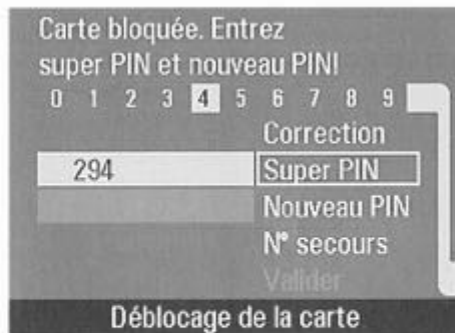 Carte bloquée. Entrez
super PIN et nouveau PIN!
0 1 2 3 4 5 6 7 8 9
Correction
294 Super PIN
Nouveau PIN
N° secours
Valider
Déblocage de la carte